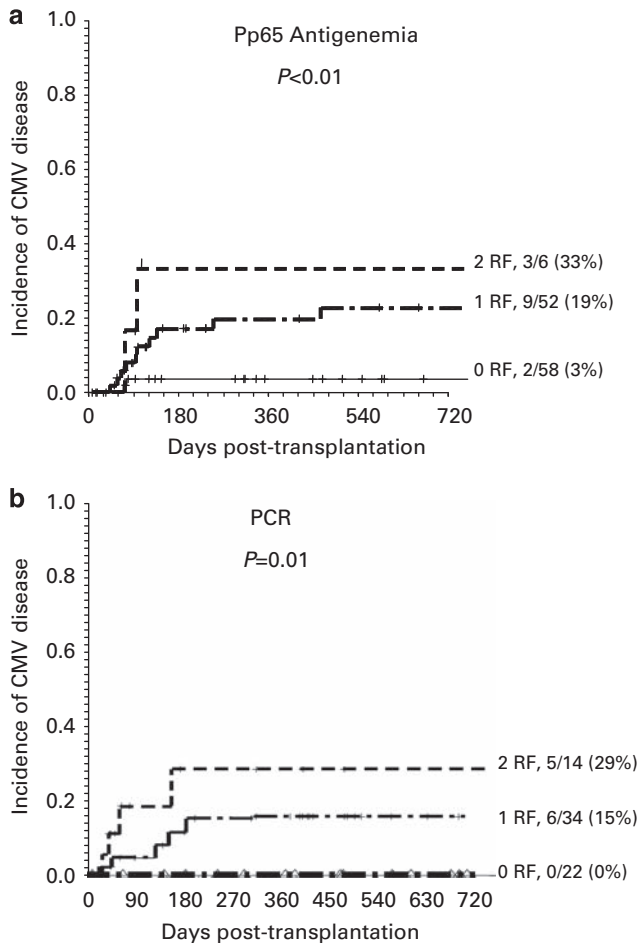 a
Pp65 Antigenemia
P<0.01
Incidence of CMV disease
1.0
0.8
0.6
0.4
0.2
0.0
2 RF, 3/6 (33%)
1 RF, 9/52 (19%)
0 RF, 2/58 (3%)
0 180 360 540 720
Days post-transplantation
b
PCR
P=0.01
Incidence of CMV disease
1.0
0.8
0.6
0.4
0.2
0.0
2 RF, 5/14 (29%)
1 RF, 6/34 (15%)
0 RF, 0/22 (0%)
0 90 180 270 360 450 540 630 720
Days post-transplantation